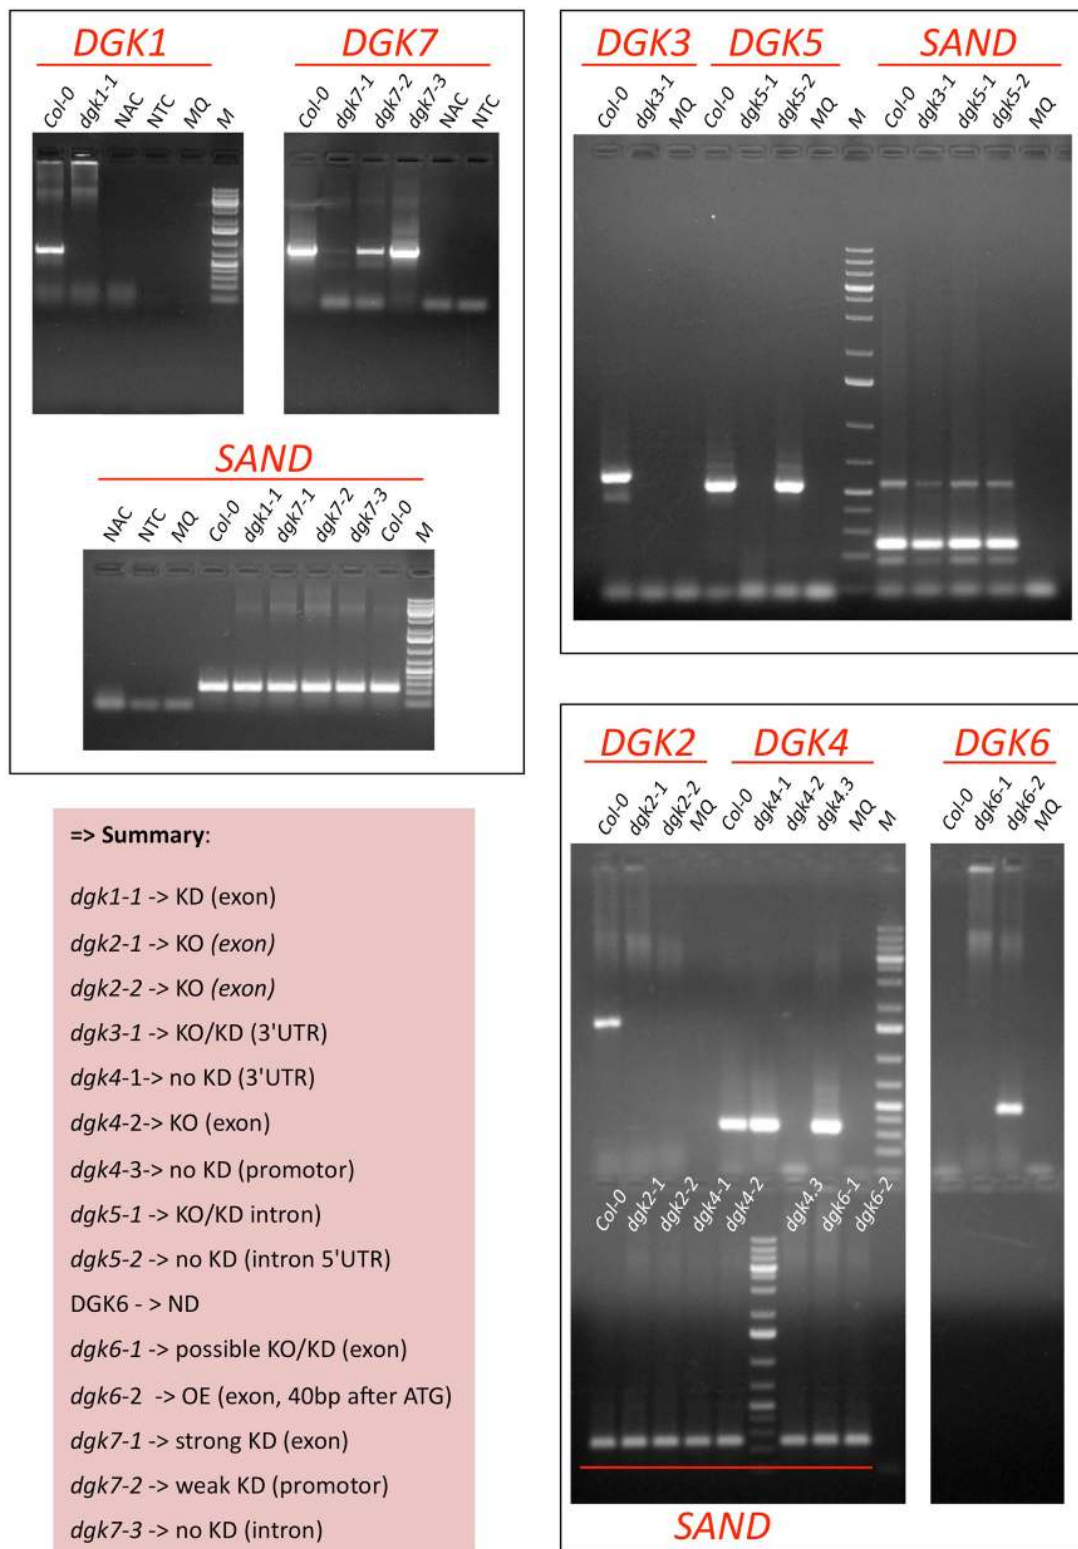 DGK1 DGK7
Col-0 dgk1-1 NAC NTC MQ M Col-0 dgk7-1 dgk7-2 dgk7-3 NAC NTC
SAND
NAC NTC MQ Col-0 dgk1-1 dgk7-1 dgk7-2 dgk7-3 Col-0 M
DGK3 DGK5 SAND
Col-0 dgk3-1 MQ Col-0 dgk5-1 dgk5-2 MQ M Col-0 dgk3-1 dgk5-1 dgk5-2 MQ
DGK2 DGK4 DGK6
Col-0 dgk2-1 dgk2-2 MQ Col-0 dgk4-1 dgk4-2 dgk4.3 MQ M Col-0 dgk6-1 dgk6-2 MQ
Col-0 dgk2-1 dgk2-2 dgk4-1 dgk4-2 dgk4.3 dgk6-1 dgk6-2
SAND
=> Summary:
dgk1-1 -> KD (exon)
dgk2-1 -> KO (exon)
dgk2-2 -> KO (exon)
dgk3-1 -> KO/KD (3'UTR)
dgk4-1-> no KD (3'UTR)
dgk4-2-> KO (exon)
dgk4-3-> no KD (promotor)
dgk5-1 -> KO/KD intron)
dgk5-2 -> no KD (intron 5'UTR)
DGK6 - > ND
dgk6-1 -> possible KO/KD (exon)
dgk6-2 -> OE (exon, 40bp after ATG)
dgk7-1 -> strong KD (exon)
dgk7-2 -> weak KD (promotor)
dgk7-3 -> no KD (intron)